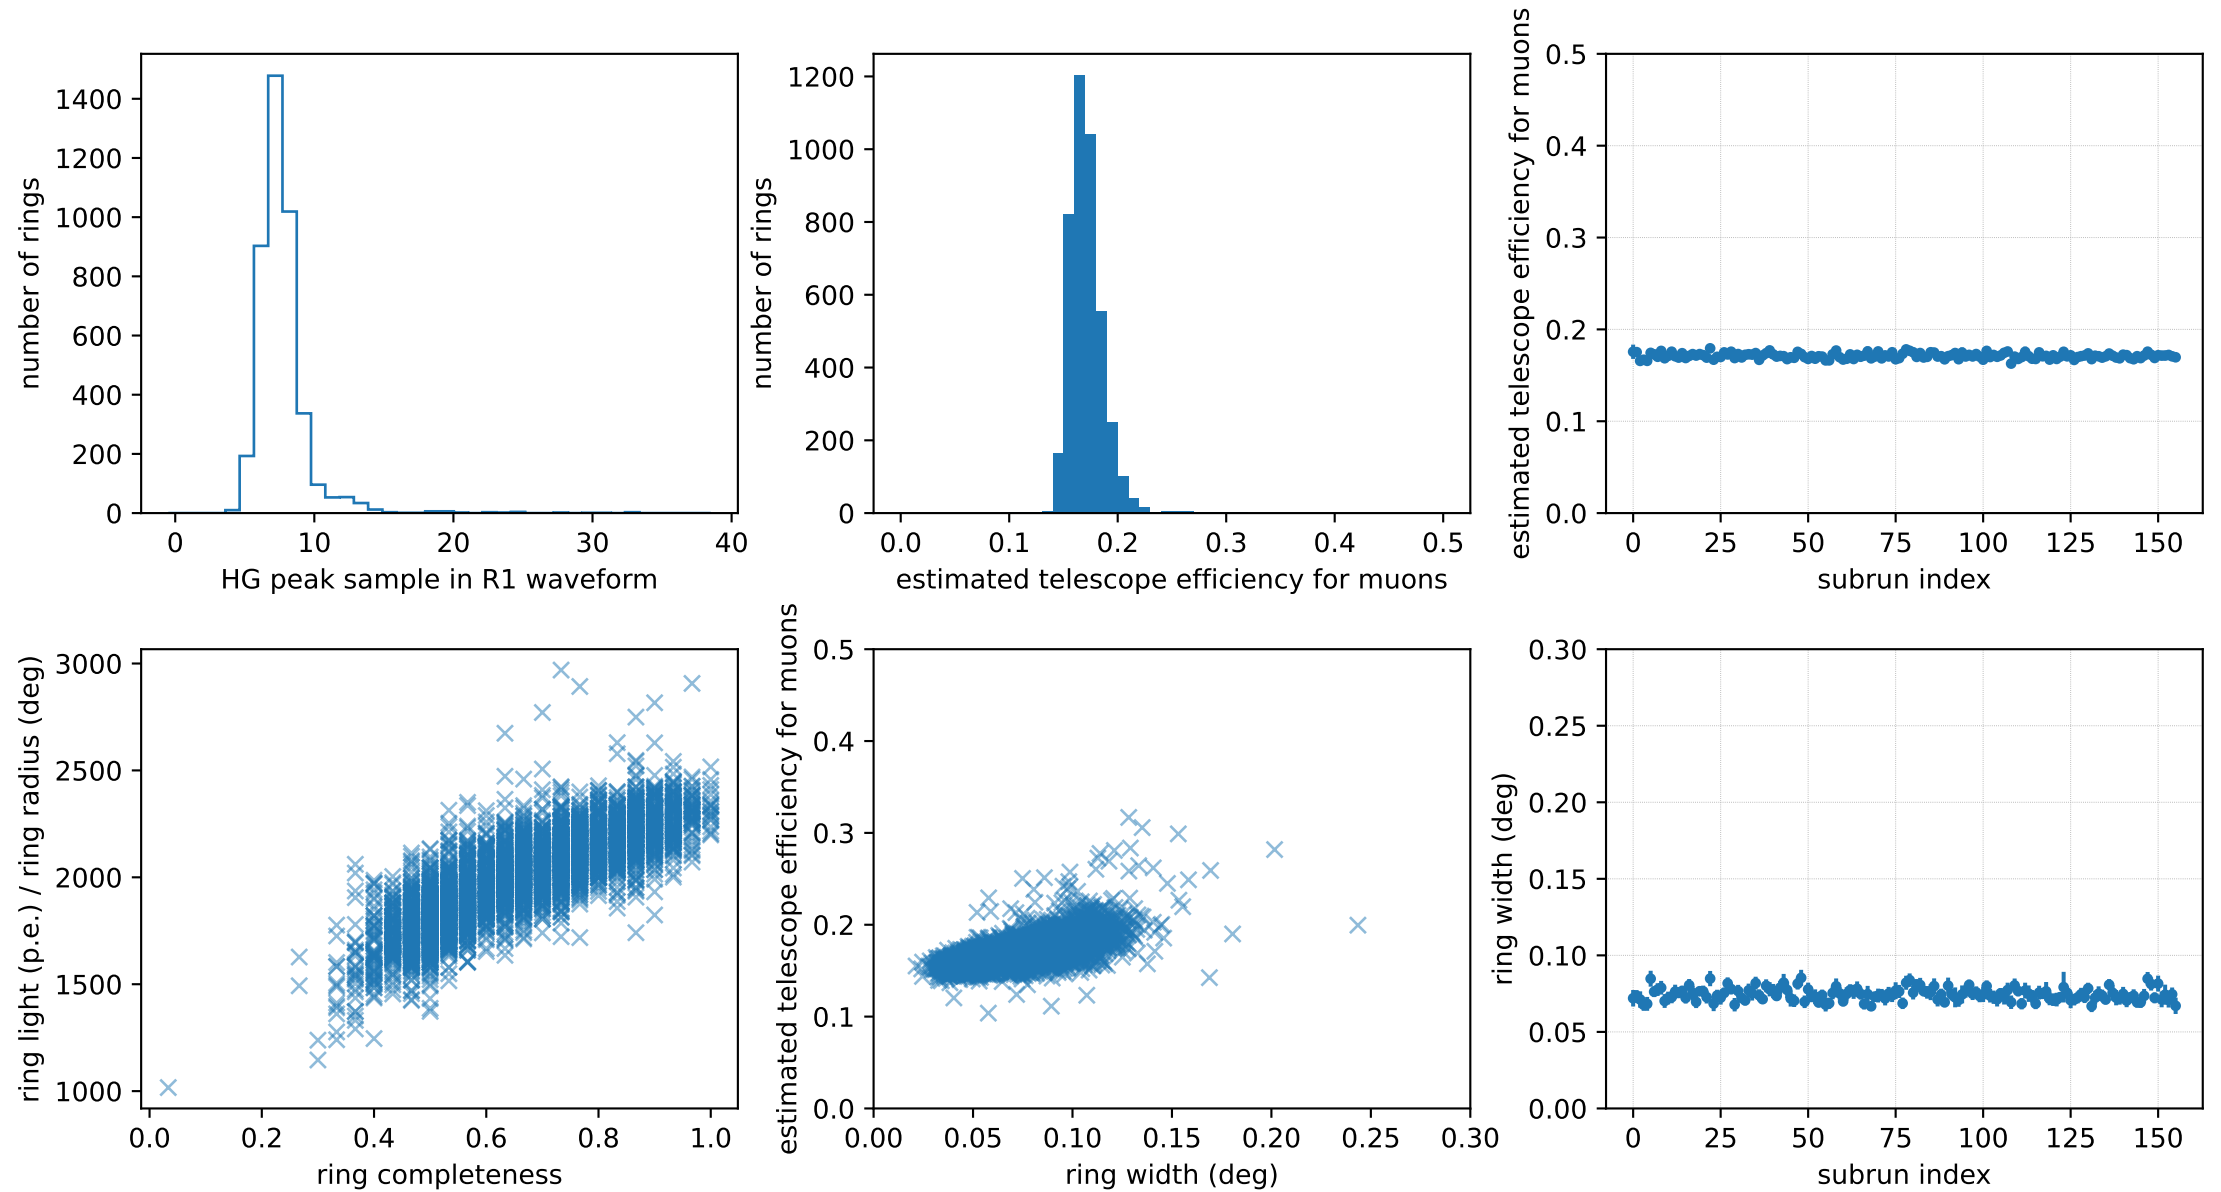 1400
1200
1000
800
600
400
200
0
number of rings
0 10 20 30 40
HG peak sample in R1 waveform
1200
1000
800
600
400
200
0
number of rings
0.0 0.1 0.2 0.3 0.4 0.5
estimated telescope efficiency for muons
0.5
0.4
0.3
0.2
0.1
0.0
estimated telescope efficiency for muons
0 25 50 75 100 125 150
subrun index
3000
2500
2000
1500
1000
ring light (p.e.) / ring radius (deg)
0.0 0.2 0.4 0.6 0.8 1.0
ring completeness
0.5
0.4
0.3
0.2
0.1
0.0
estimated telescope efficiency for muons
0.00 0.05 0.10 0.15 0.20 0.25 0.30
ring width (deg)
0.30
0.25
0.20
0.15
0.10
0.05
0.00
ring width (deg)
0 25 50 75 100 125 150
subrun index